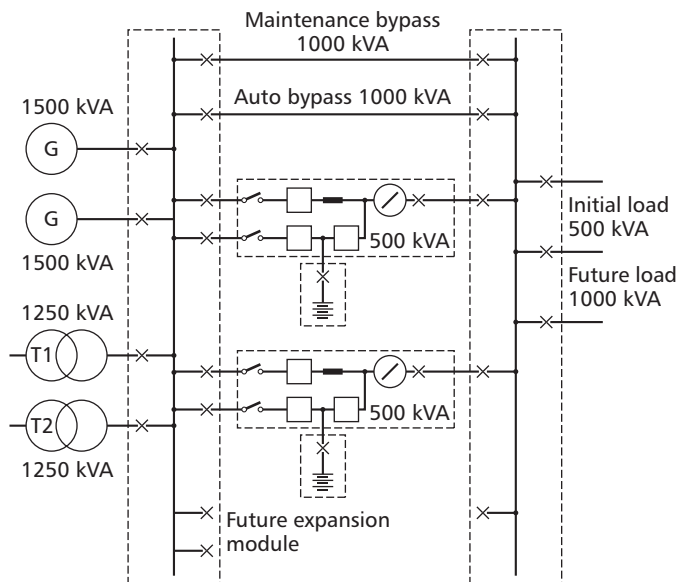 Maintenance bypass
1000 kVA
Auto bypass 1000 kVA
1500 kVA
G
G
1500 kVA
500 kVA
Initial load
500 kVA
Future load
1000 kVA
1250 kVA
T1
T2
1250 kVA
500 kVA
Future expansion
module